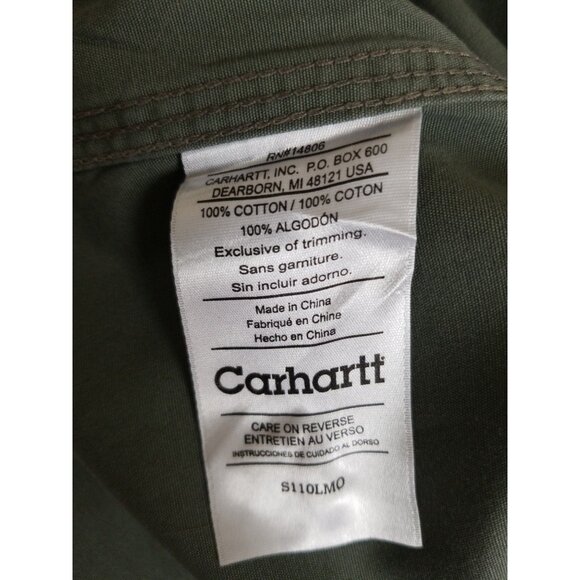 RN#14806
CARHARTT, INC. P.O. BOX 600
DEARBORN, MI 48121 USA
100% COTTON / 100% COTON
100% ALGODÓN
Exclusive of trimming.
Sans garniture.
Sin incluir adorno.
Made in China
Fabriqué en Chine
Hecho en China
Carhartt
CARE ON REVERSE
ENTRETIEN AU VERSO
INSTRUCCIONES DE CUIDADO AL DORSO
S110LMO